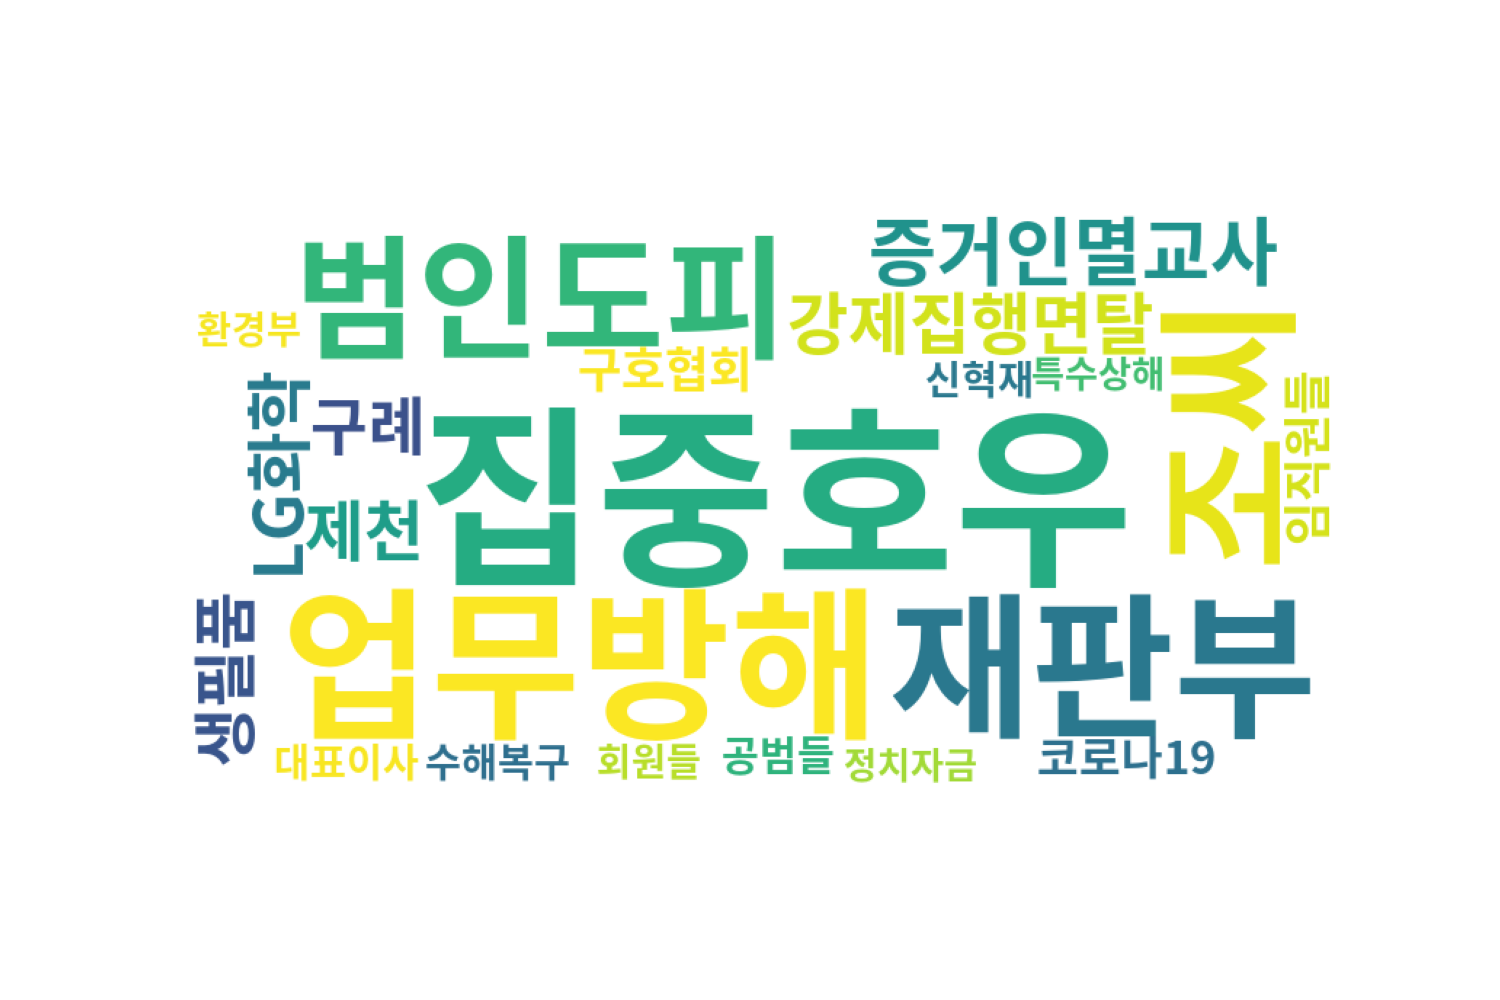 증거인멸교사
범인도피
강제집행면탈
환경부
구호협회
신혁재
특수상해
조씨
임직원들
LG화학
구례
집중호우
제천
업무방해
재판부
생필품
대표이사
수해복구
회원들
공범들
정치자금
코로나19